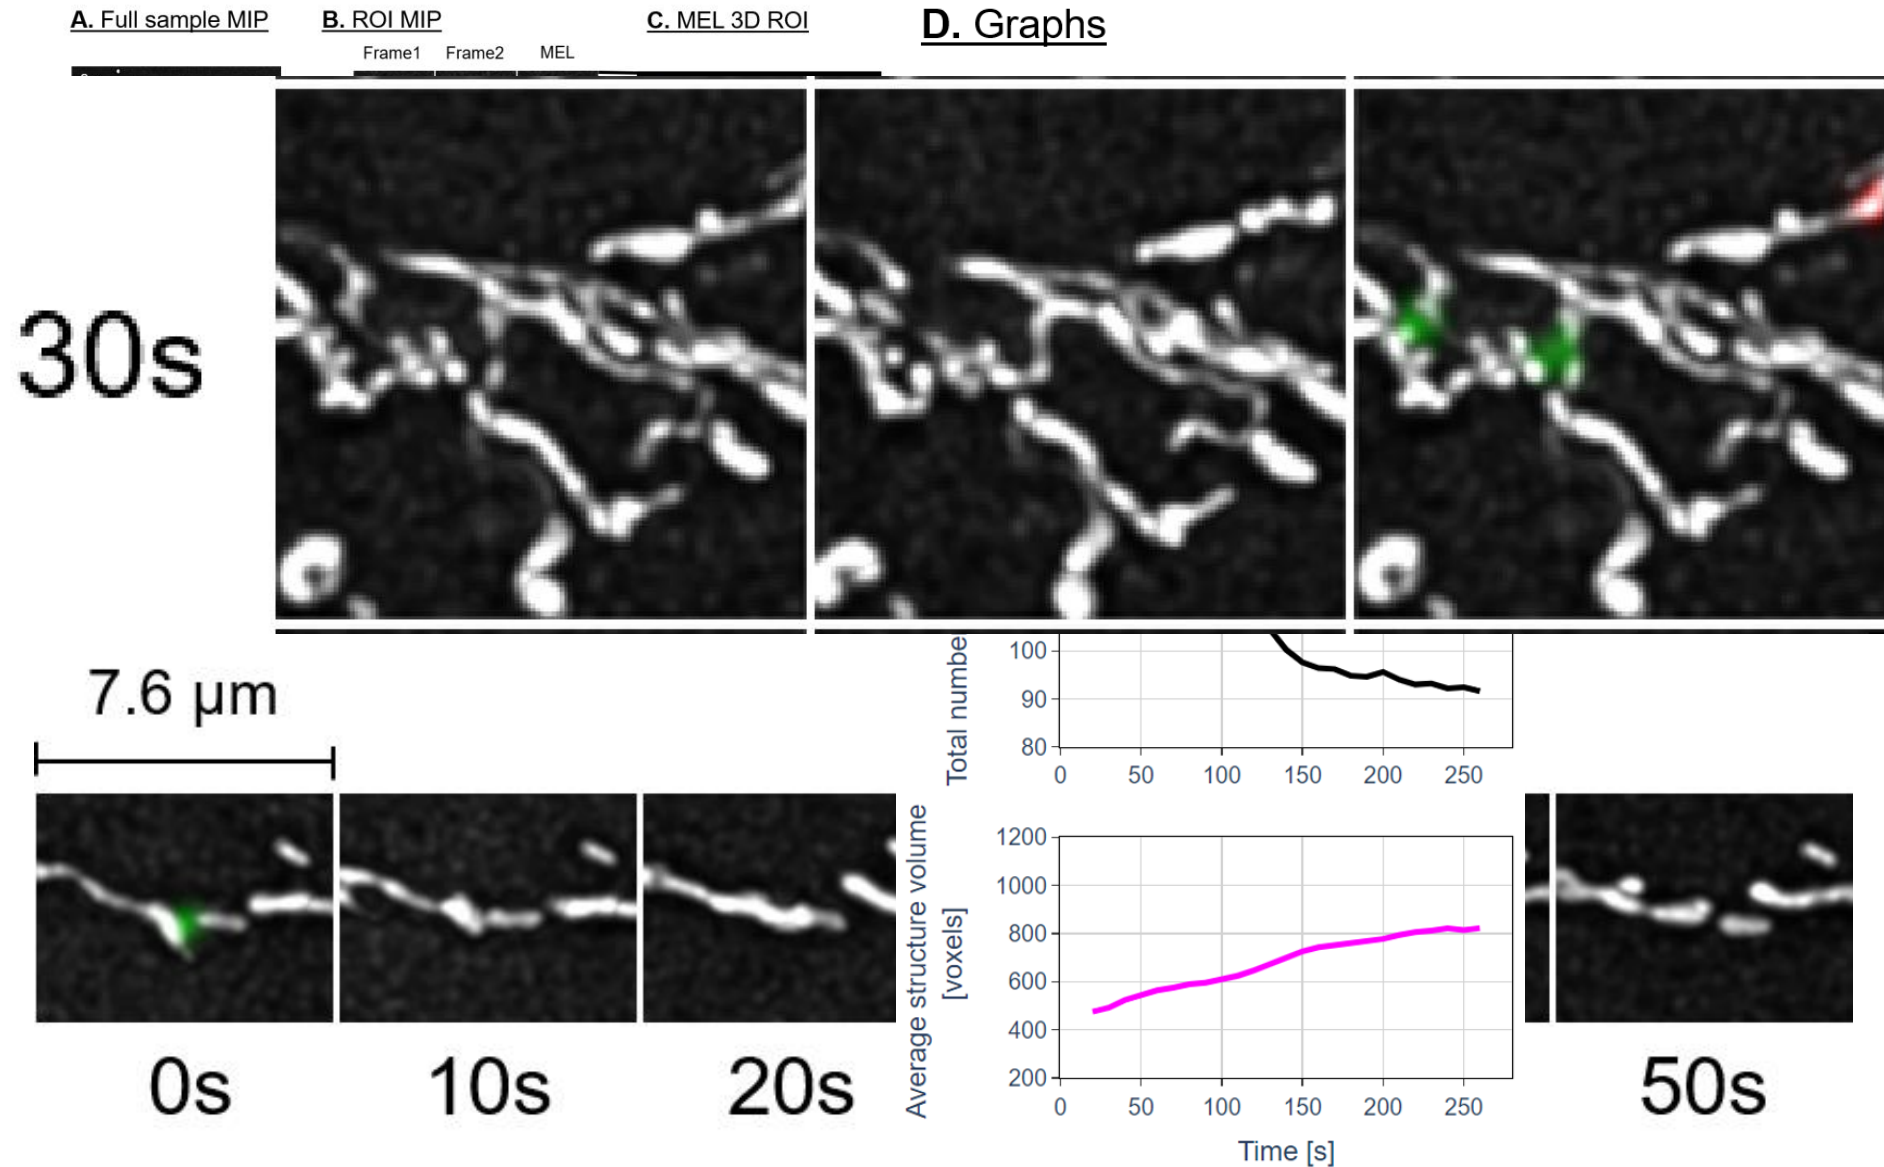 A. Full sample MIP
B. ROI MIP
C. MEL 3D ROI
D. Graphs
Frame1
Frame2
MEL
30s
7.6 µm
0s
10s
20s
50s
Total numbe
100
90
80
0 50 100 150 200 250
Average structure volume
[voxels]
1200
1000
800
600
400
200
0 50 100 150 200 250
Time [s]